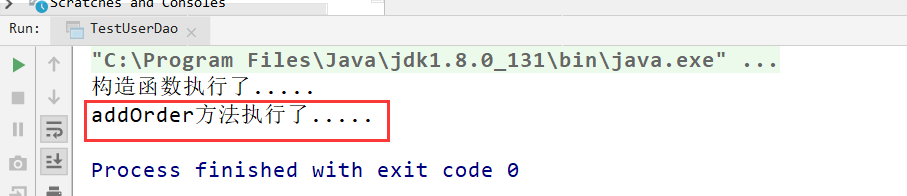 Scratches and Consoles
Run: TestUserDao
"C:\Program Files\Java\jdk1.8.0_131\bin\java.exe" ...
构造函数执行了.....
addOrder方法执行了.....
Process finished with exit code 0